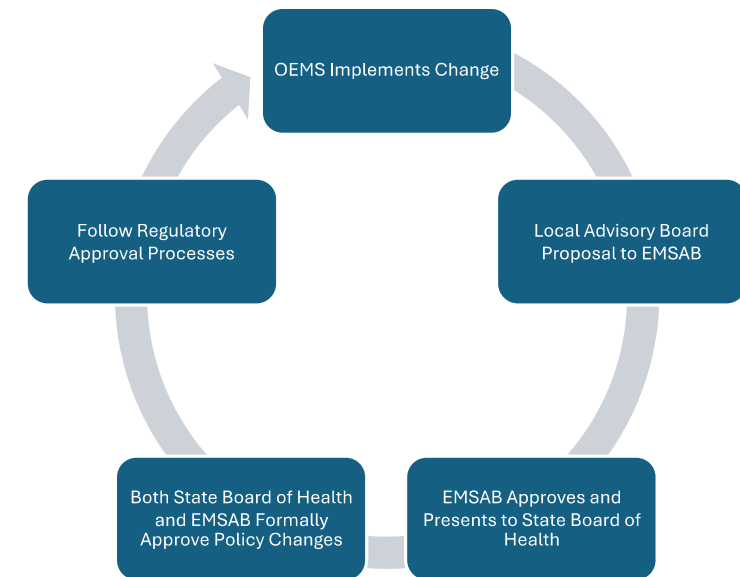 OEMS Implements Change
Local Advisory Board
Proposal to EMSAB
EMSAB Approves and
Presents to State Board of
Health
Both State Board of Health
and EMSAB Formally
Approve Policy Changes
Follow Regulatory
Approval Processes